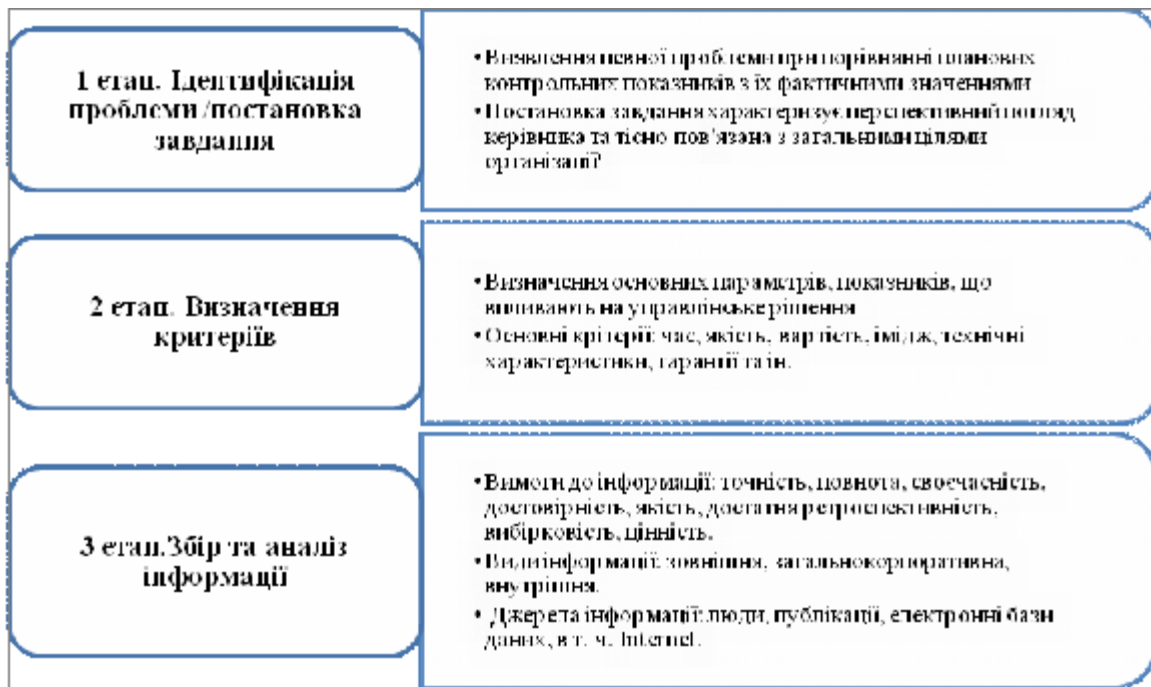 1 етап. Ідентифікація
проблеми /постановка
завдання
•Виявлення певної проблеми при порівнянні планових
контрольних показників з їх фактичними значеннями
•Постановка завдання характеризує перспективний погляд
керівника та тісно пов'язана з загальними цілями
організації?
2 етап. Визначення
критеріїв
•Визначення основних параметрів, показників, що
впливають на управлінське рішення
•Основні крітерії: час, якість, вартість, імідж, технічні
характеристики, гарантії та ін.
3 етап.Збір та аналіз
інформації
•Вимоги до інформації: точність, повнота, своєчасність,
достовірність, якість, достатня ретроспективність,
вибірковість, цінність.
•Види інформації: зовнішня, загальнокорпоративна,
внутрішня.
• Джерела інформації: люди, публікації, електронні бази
даних, в т. ч. Internet.